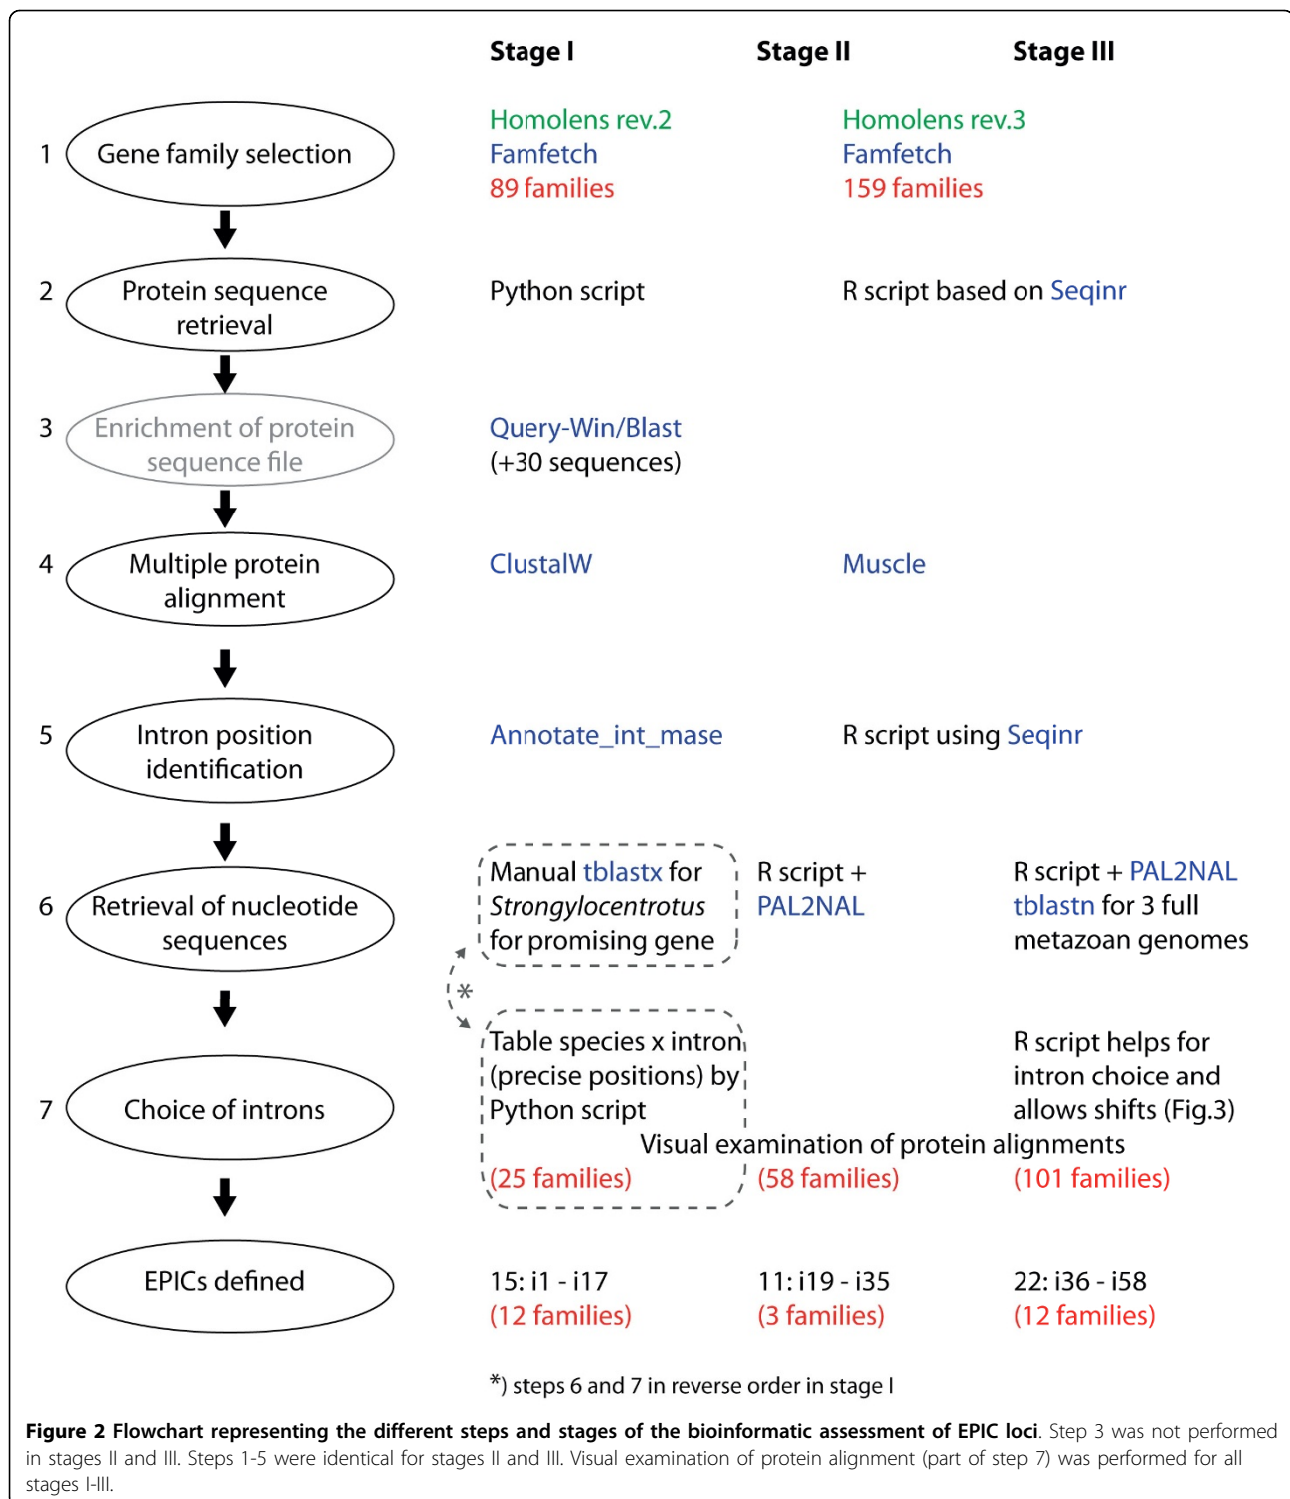 Stage I Stage II Stage III
1 Gene family selection
Homolens rev.2
Famfetch
89 families
Homolens rev.3
Famfetch
159 families
2 Protein sequence
retrieval
Python script
R script based on Seqinr
3 Enrichment of protein
sequence file
Query-Win/Blast
(+30 sequences)
4 Multiple protein
alignment
ClustalW
Muscle
5 Intron position
identification
Annotate_int_mase
R script using Seqinr
6 Retrieval of nucleotide
sequences
Manual tblastx for
Strongylocentrotus
for promising gene
R script +
PAL2NAL
R script + PAL2NAL
tblastn for 3 full
metazoan genomes
*
7 Choice of introns
Table species x intron
(precise positions) by
Python script
R script helps for
intron choice and
allows shifts (Fig.3)
Visual examination of protein alignments
(25 families) (58 families) (101 families)
EPICs defined
15: i1 - i17 11: i19 - i35 22: i36 - i58
(12 families) (3 families) (12 families)
*) steps 6 and 7 in reverse order in stage I
Figure 2 Flowchart representing the different steps and stages of the bioinformatic assessment of EPIC loci. Step 3 was not performed
in stages II and III. Steps 1-5 were identical for stages II and III. Visual examination of protein alignment (part of step 7) was performed for all
stages I-III.